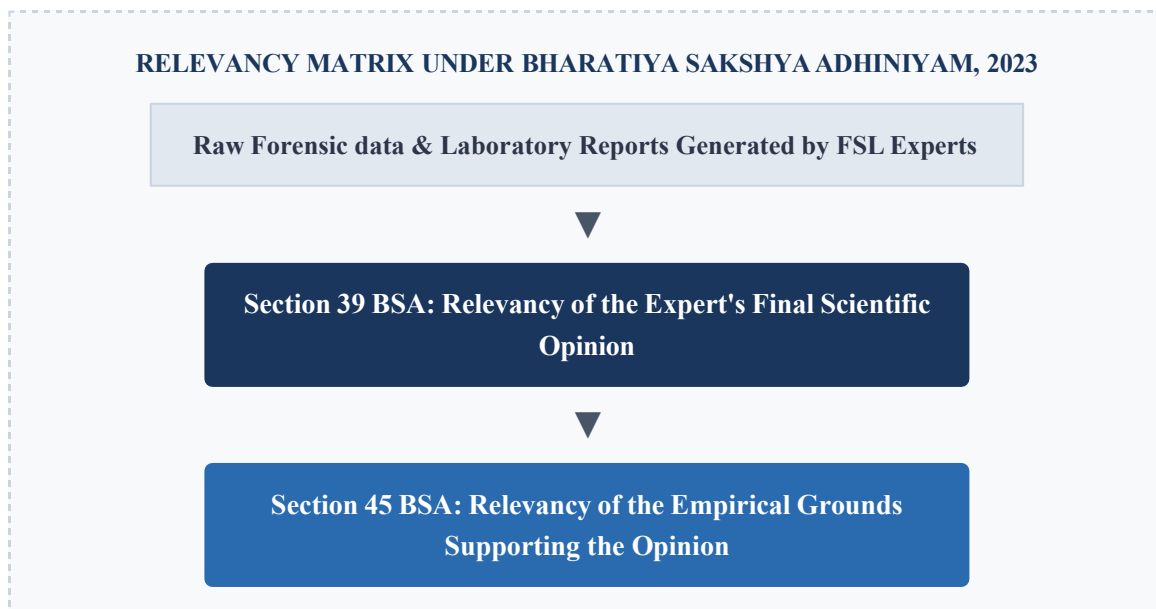 RELEVANCY MATRIX UNDER BHARATIYA SAKSHYA ADHINIYAM, 2023
Raw Forensic data & Laboratory Reports Generated by FSL Experts
Section 39 BSA: Relevancy of the Expert's Final Scientific
Opinion
Section 45 BSA: Relevancy of the Empirical Grounds
Supporting the Opinion